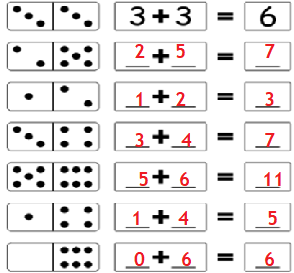 3 + 3 = 6
2 + 5 = 7
1 + 2 = 3
3 + 4 = 7
5 + 6 = 11
1 + 4 = 5
0 + 6 = 6